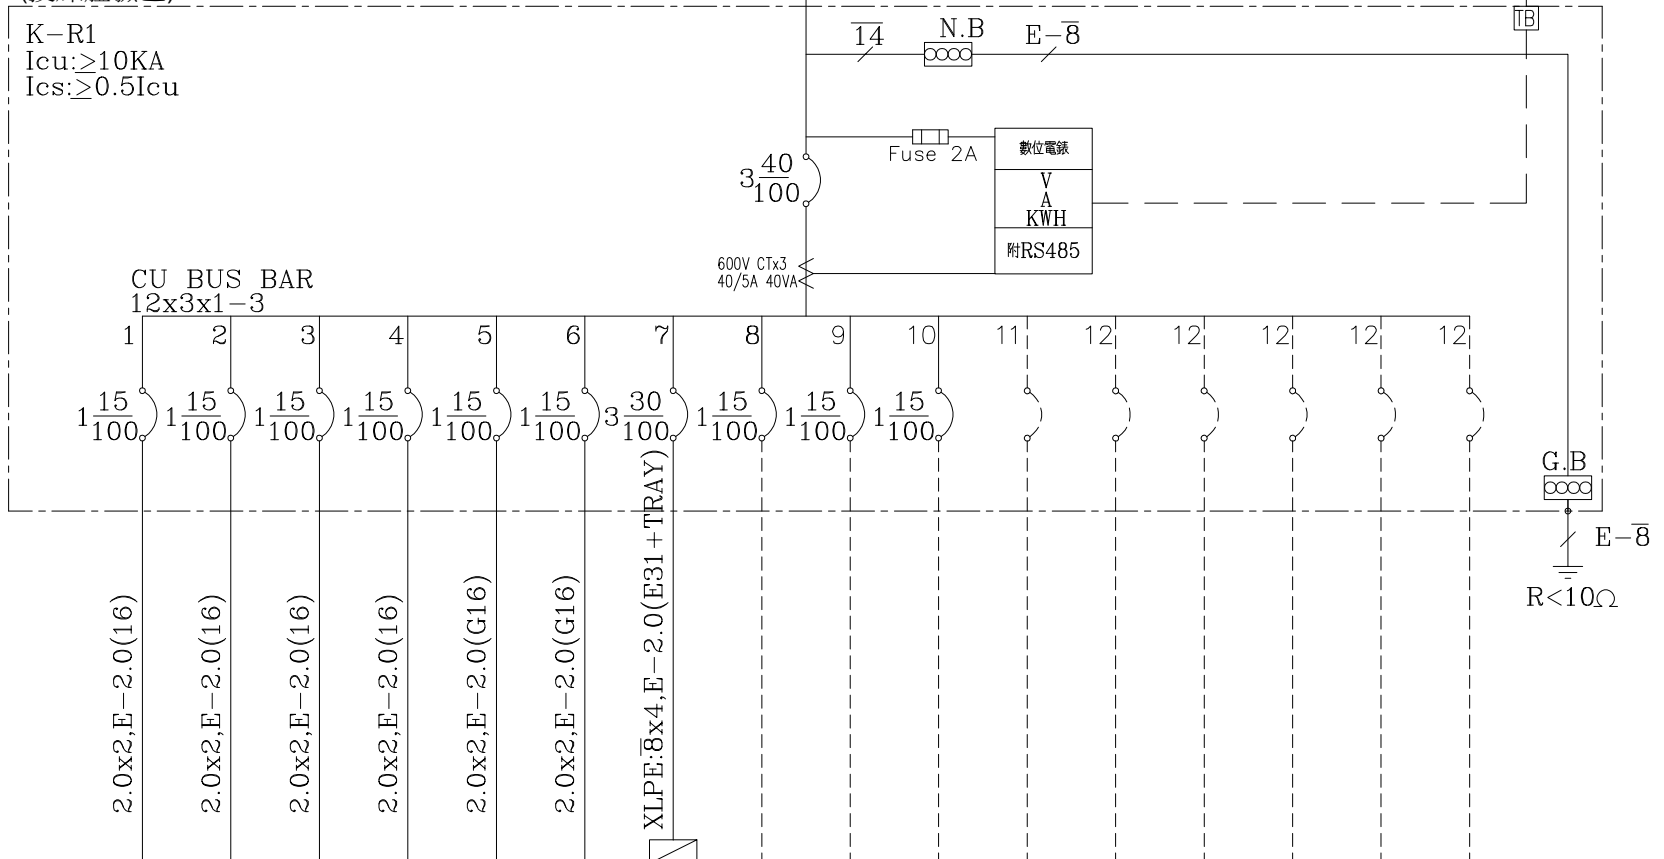 K-R1
Icu:≥10KA
Ics:≥0.5Icu
14
N.B
E-8
TB
Fuse 2A
數位電錶
V
A
KWH
附RS485
3 40/100
600V CTx3
40/5A 40VA
CU BUS BAR
12x3x1-3
1 2 3 4 5 6 7 8 9 10 11 12 12 12 12 12
1 15/100 1 15/100 1 15/100 1 15/100 1 15/100 1 15/100 3 30/100 1 15/100 1 15/100 1 15/100
G.B
E-8
R<10Ω
2.0x2,E-2.0(16)
2.0x2,E-2.0(16)
2.0x2,E-2.0(16)
2.0x2,E-2.0(16)
2.0x2,E-2.0(G16)
2.0x2,E-2.0(G16)
XLPE:8x4,E-2.0(E31+TRAY)